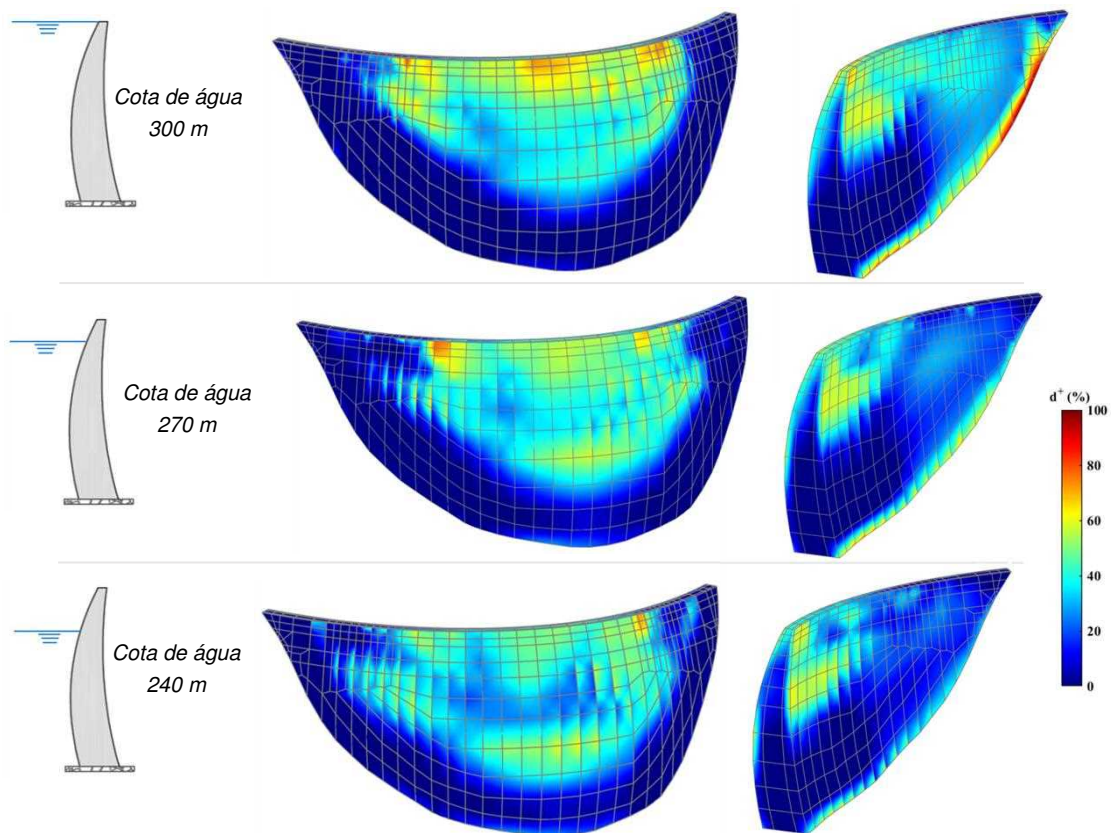 Cota de água
300 m
Cota de água
270 m
d⁺ (%)
100
80
60
40
20
0
Cota de água
240 m